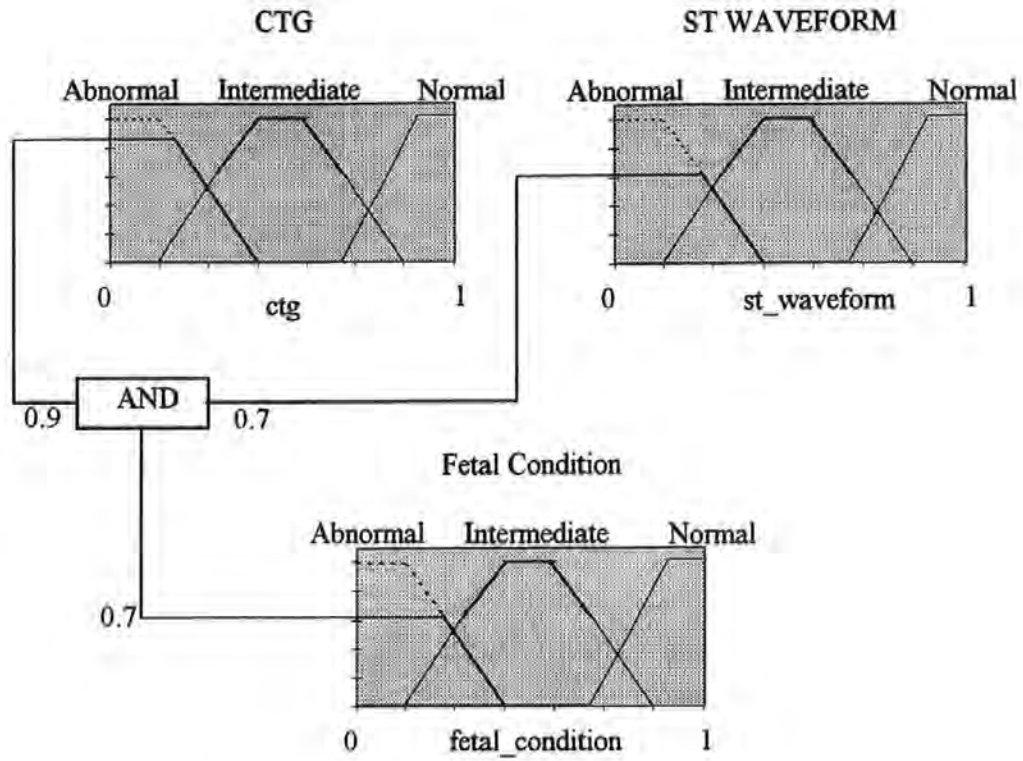 CTG
ST WAVEFORM
Abnormal Intermediate Normal
Abnormal Intermediate Normal
0 1
ctg
0 1
st_waveform
AND
0.9
0.7
Fetal Condition
Abnormal Intermediate Normal
0.7
0 1
fetal_condition